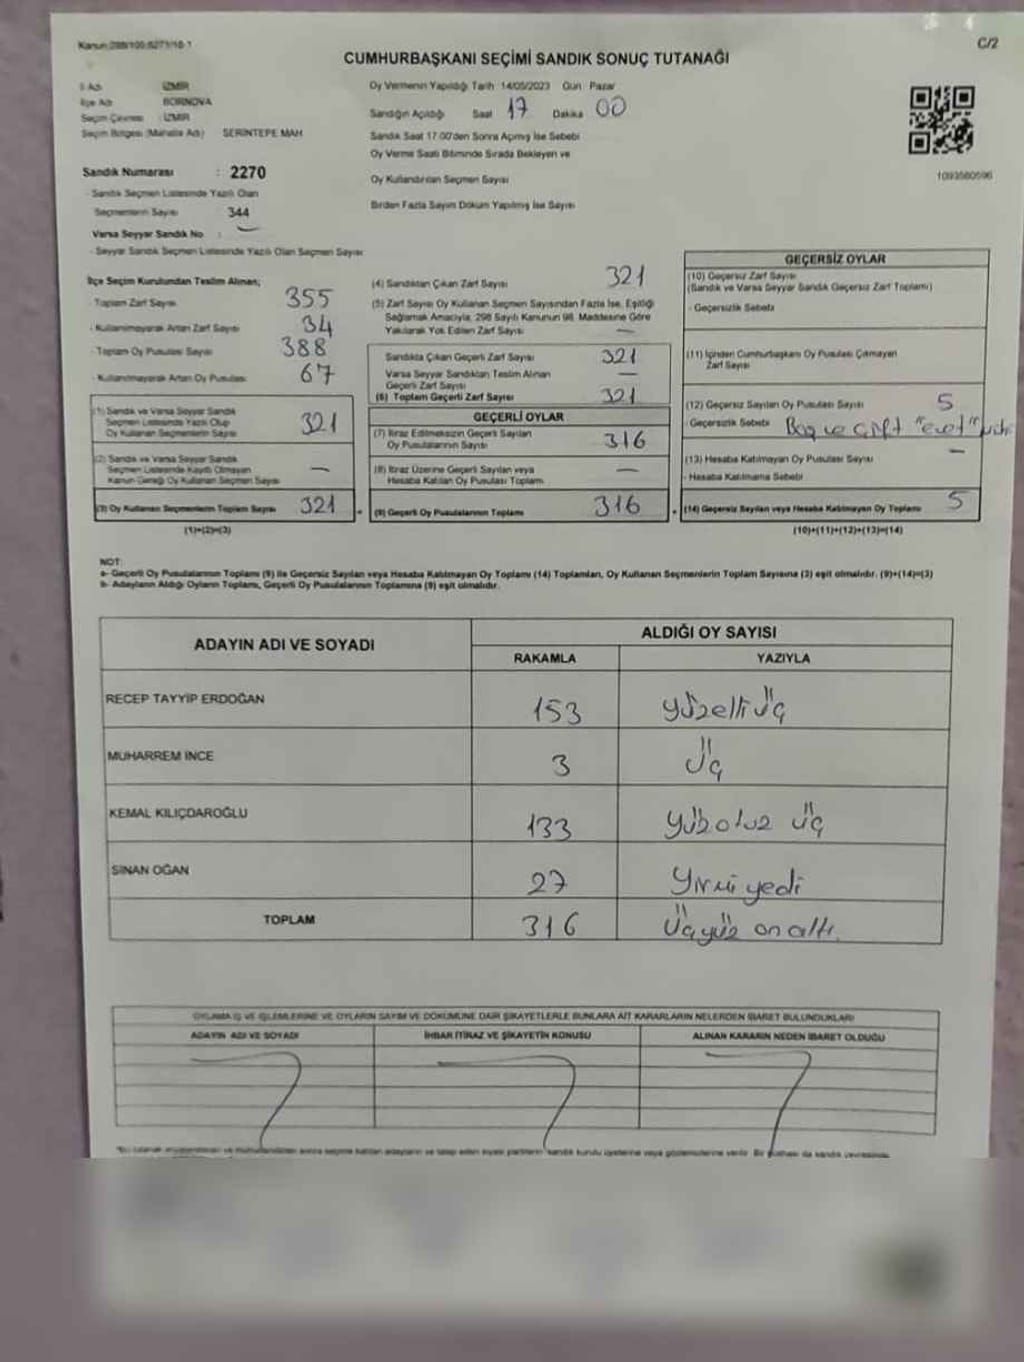 Kanun:298/105;6271/16-1
C/2
CUMHURBAŞKANI SEÇİMİ SANDIK SONUÇ TUTANAĞI
İl Adı İZMİR
İlçe Adı BORNOVA
Seçim Çevresi : İZMİR
Seçim Bölgesi (Mahalle Adı) SERİNTEPE MAH
Sandık Numarası : 2270
Sandık Seçmen Listesinde Yazılı Olan
Seçmenlerin Sayısı 344
Varsa Seyyar Sandık No : —
- Seyyar Sandık Seçmen Listesinde Yazılı Olan Seçmen Sayısı
Oy Vermenin Yapıldığı Tarih 14/05/2023 Gün Pazar
Sandığın Açıldığı Saat 17 Dakika 00
Sandık Saat 17.00'den Sonra Açılmış İse Sebebi
Oy Verme Saati Bitiminde Sırada Bekleyen ve
Oy Kullandırılan Seçmen Sayısı
Birden Fazla Sayım Döküm Yapılmış İse Sayısı
1093580596
İlçe Seçim Kurulundan Teslim Alınan;
- Toplam Zarf Sayısı 355
- Kullanılmayarak Artan Zarf Sayısı 34
- Toplam Oy Pusulası Sayısı 388
- Kullanılmayarak Artan Oy Pusulası 67
(1) Sandık ve Varsa Seyyar Sandık
Seçmen Listesinde Yazılı Olup
Oy Kullanan Seçmenlerin Sayısı 321
(2) Sandık ve Varsa Seyyar Sandık
Seçmen Listesinde Kayıtlı Olmayan
Kanun Gereği Oy Kullanan Seçmen Sayısı —
(3) Oy Kullanan Seçmenlerin Toplam Sayısı 321
(1)+(2)=(3)
(4) Sandıktan Çıkan Zarf Sayısı 321
(5) Zarf Sayısı Oy Kullanan Seçmen Sayısından Fazla İse, Eşitliği
Sağlamak Amacıyla, 298 Sayılı Kanunun 98. Maddesine Göre
Yakılarak Yok Edilen Zarf Sayısı —
Sandıkta Çıkan Geçerli Zarf Sayısı 321
Varsa Seyyar Sandıktan Teslim Alınan
Geçerli Zarf Sayısı —
(6) Toplam Geçerli Zarf Sayısı 321
GEÇERLİ OYLAR
(7) İtiraz Edilmeksizin Geçerli Sayılan
Oy Pusulalarının Sayısı 316
(8) İtiraz Üzerine Geçerli Sayılan veya
Hesaba Katılan Oy Pusulası Toplamı —
(9) Geçerli Oy Pusulalarının Toplamı 316
GEÇERSİZ OYLAR
(10) Geçersiz Zarf Sayısı
(Sandık ve Varsa Seyyar Sandık Geçersiz Zarf Toplamı)
- Geçersizlik Sebebi
(11) İçinden Cumhurbaşkanı Oy Pusulası Çıkmayan
Zarf Sayısı
(12) Geçersiz Sayılan Oy Pusulası Sayısı 5
- Geçersizlik Sebebi Boş ve çift "evet"
(13) Hesaba Katılmayan Oy Pusulası Sayısı —
- Hesaba Katılmama Sebebi
(14) Geçersiz Sayılan veya Hesaba Katılmayan Oy Toplamı 5
(10)+(11)+(12)+(13)=(14)
NOT:
a- Geçerli Oy Pusulalarının Toplamı (9) ile Geçersiz Sayılan veya Hesaba Katılmayan Oy Toplamı (14) Toplamları, Oy Kullanan Seçmenlerin Toplam Sayısına (3) eşit olmalıdır. (9)+(14)=(3)
b- Adayların Aldığı Oyların Toplamı, Geçerli Oy Pusulalarının Toplamına (9) eşit olmalıdır.
ADAYIN ADI VE SOYADI ALDIĞI OY SAYISI
RAKAMLA YAZIYLA
RECEP TAYYİP ERDOĞAN 153 yüzelli üç
MUHARREM İNCE 3 üç
KEMAL KILIÇDAROĞLU 133 yüz otuz üç
SİNAN OĞAN 27 yirmi yedi
TOPLAM 316 üçyüz on altı
OYLAMA İŞ VE İŞLEMLERİNE VE OYLARIN SAYIM VE DÖKÜMÜNE DAİR ŞİKAYETLERLE BUNLARA AİT KARARLARIN NELERDEN İBARET BULUNDUKLARI
ADAYIN ADI VE SOYADI İHBAR İTİRAZ VE ŞİKAYETİN KONUSU ALINAN KARARIN NEDEN İBARET OLDUĞU